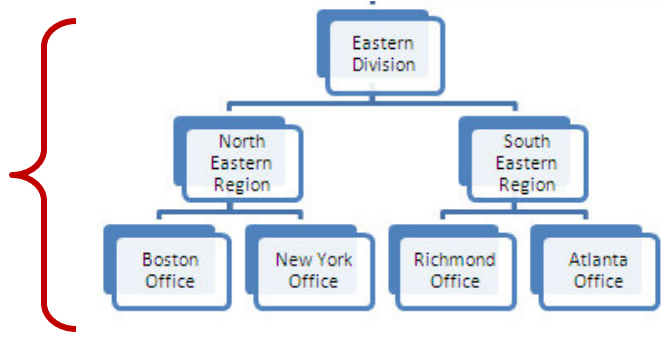 Eastern
Division
North
Eastern
Region
South
Eastern
Region
Boston
Office
New York
Office
Richmond
Office
Atlanta
Office